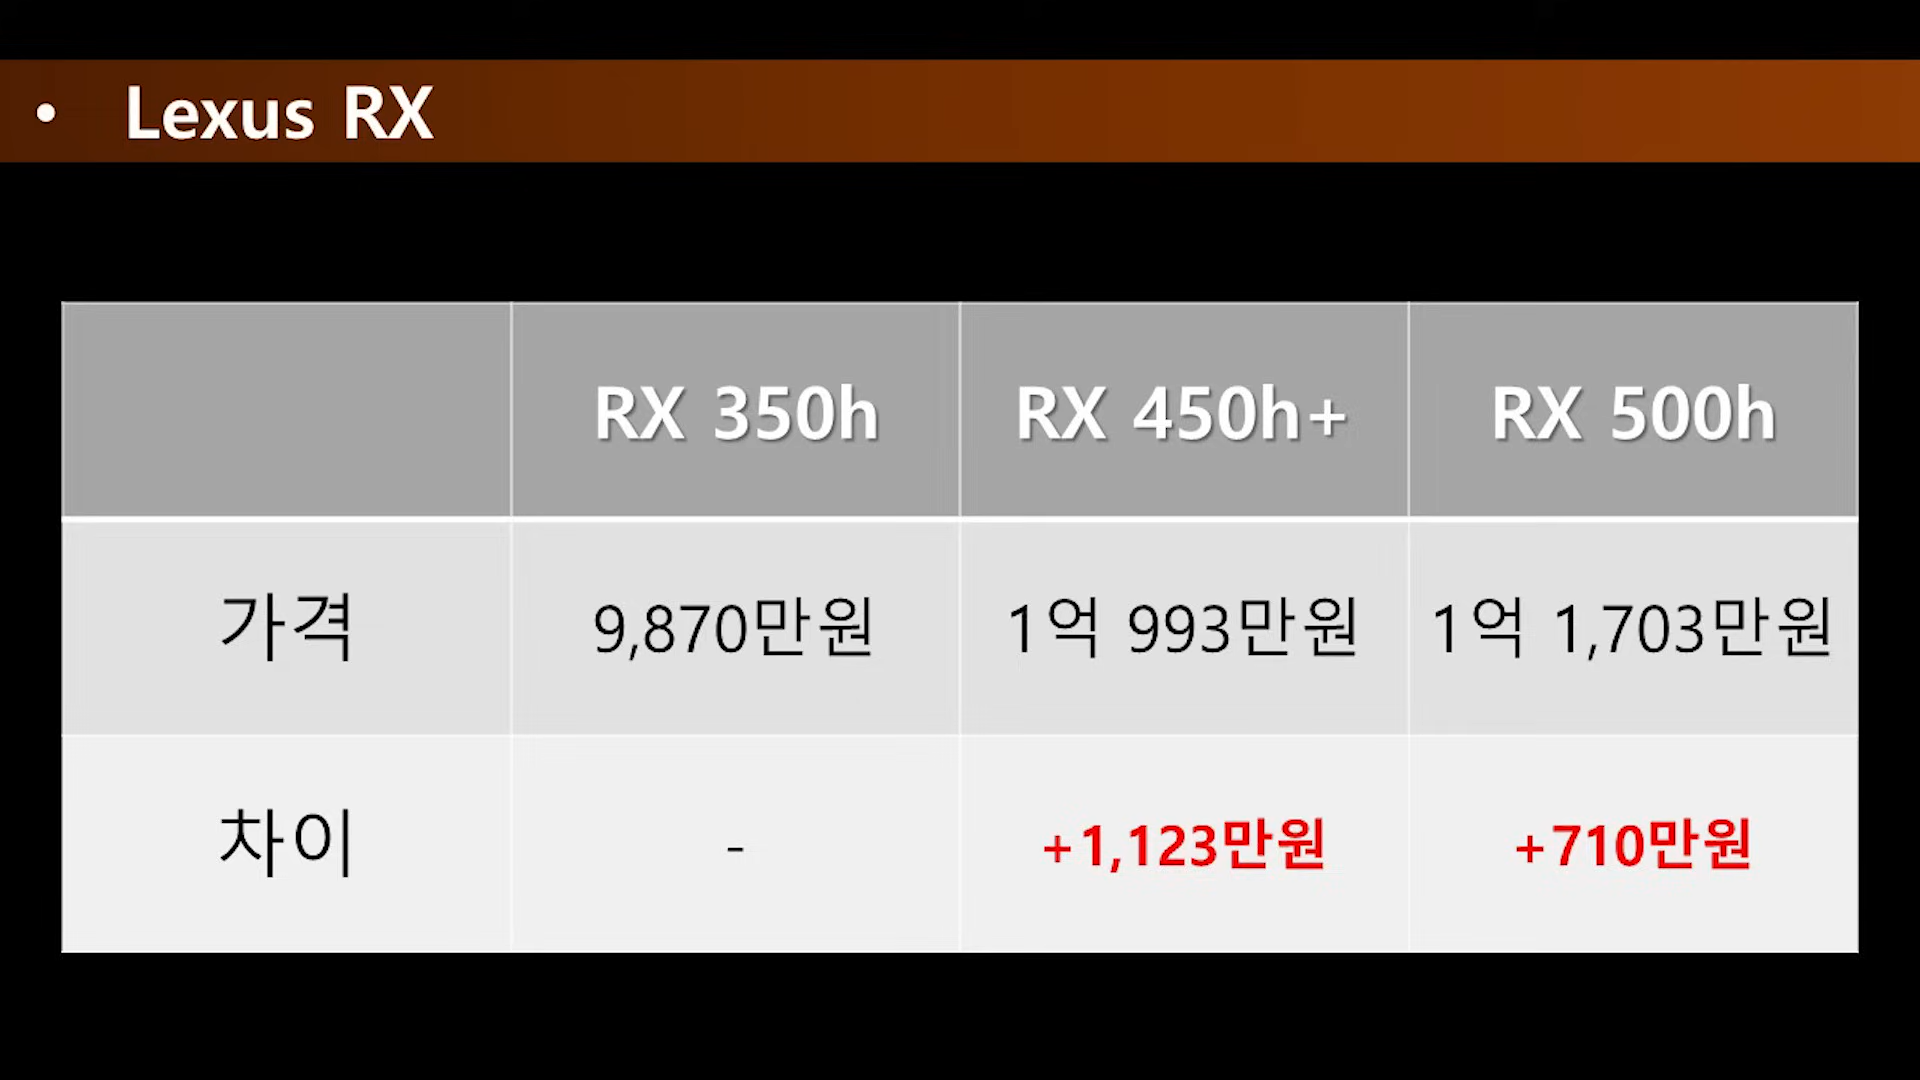 • Lexus RX
RX 350h RX 450h+ RX 500h
가격 9,870만원 1억 993만원 1억 1,703만원
차이 - +1,123만원 +710만원